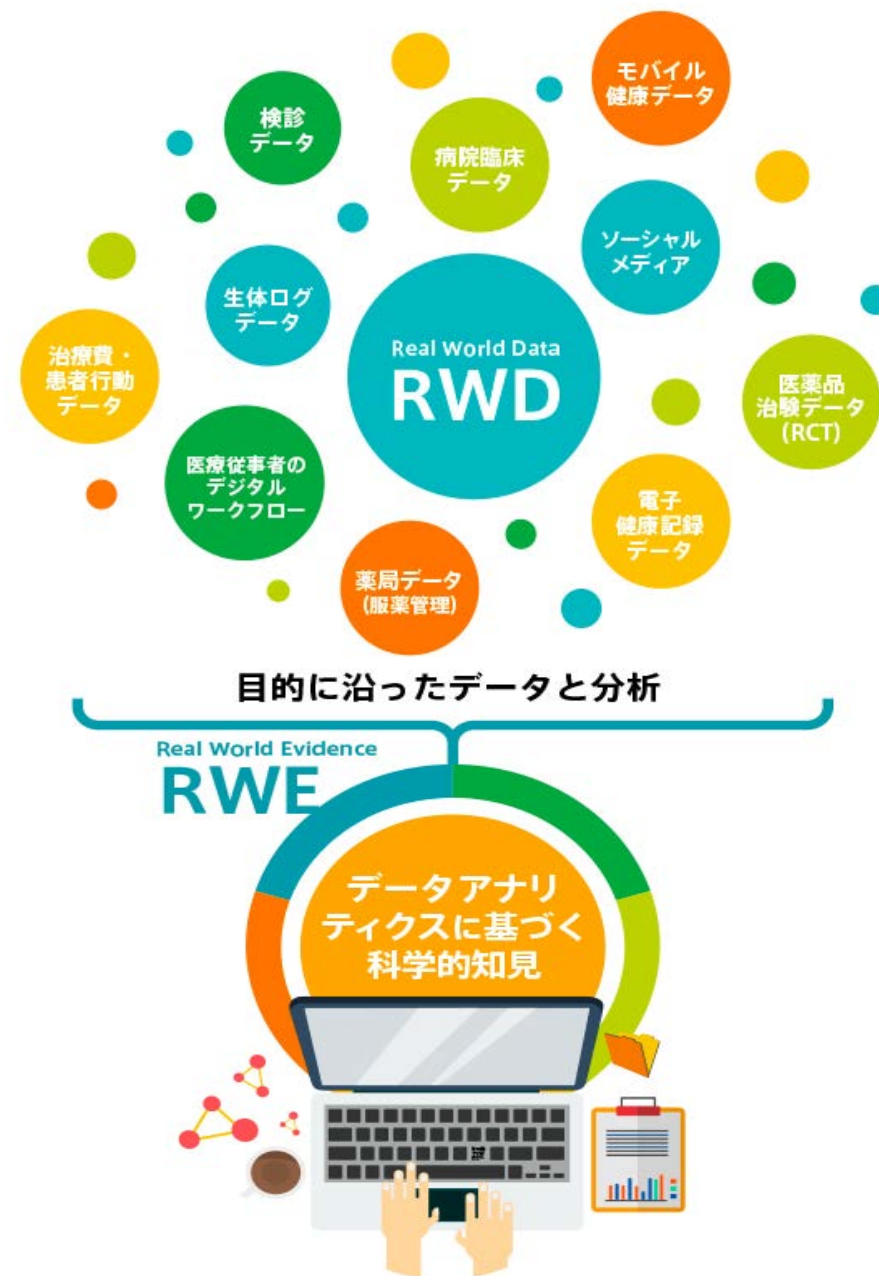 モバイル
健康データ
検診
データ
病院臨床
データ
ソーシャル
メディア
生体ログ
データ
Real World Data
RWD
治療費・
患者行動
データ
医薬品
治験データ
(RCT)
医療従事者の
デジタル
ワークフロー
電子
健康記録
データ
薬局データ
(服薬管理)
目的に沿ったデータと分析
Real World Evidence
RWE
データアナリ
ティクスに基づく
科学的知見